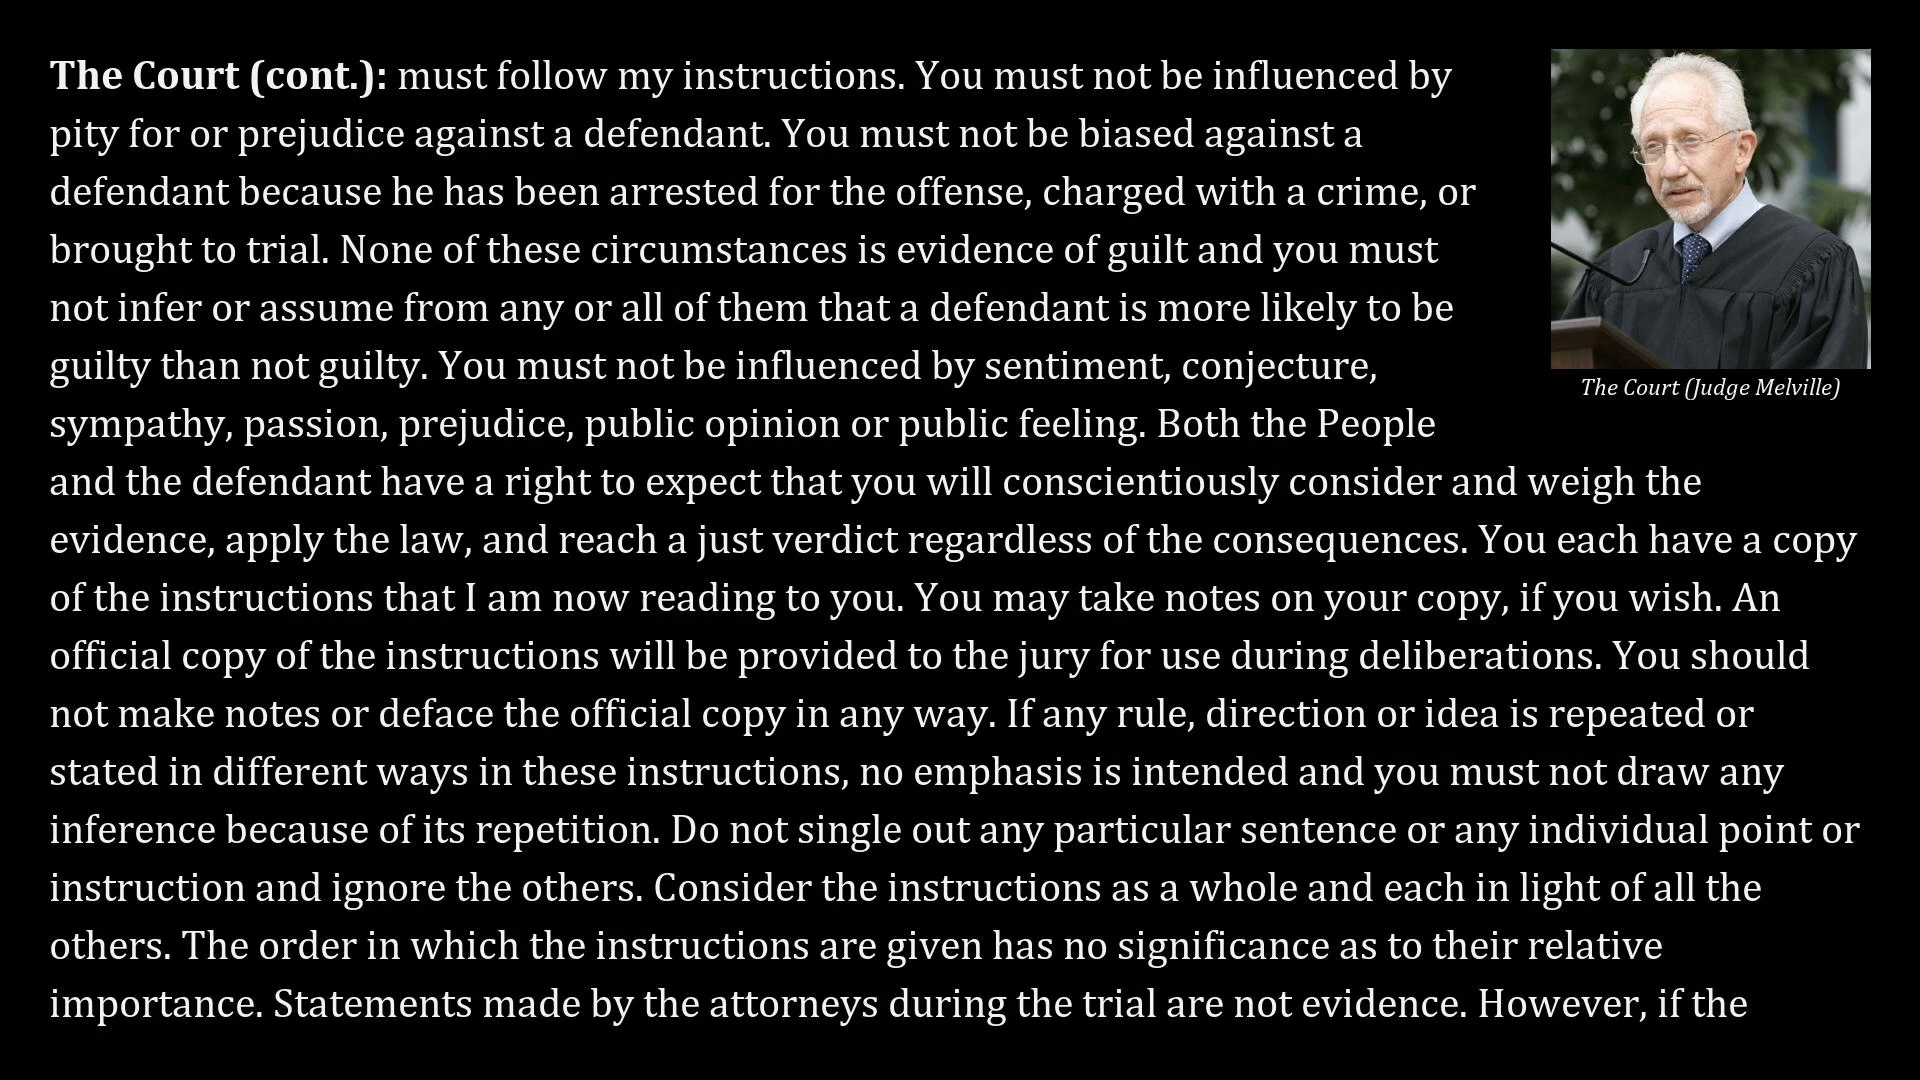 The Court (cont.): must follow my instructions. You must not be influenced by
pity for or prejudice against a defendant. You must not be biased against a
defendant because he has been arrested for the offense, charged with a crime, or
brought to trial. None of these circumstances is evidence of guilt and you must
not infer or assume from any or all of them that a defendant is more likely to be
guilty than not guilty. You must not be influenced by sentiment, conjecture,
sympathy, passion, prejudice, public opinion or public feeling. Both the People
and the defendant have a right to expect that you will conscientiously consider and weigh the
evidence, apply the law, and reach a just verdict regardless of the consequences. You each have a copy
of the instructions that I am now reading to you. You may take notes on your copy, if you wish. An
official copy of the instructions will be provided to the jury for use during deliberations. You should
not make notes or deface the official copy in any way. If any rule, direction or idea is repeated or
stated in different ways in these instructions, no emphasis is intended and you must not draw any
inference because of its repetition. Do not single out any particular sentence or any individual point or
instruction and ignore the others. Consider the instructions as a whole and each in light of all the
others. The order in which the instructions are given has no significance as to their relative
importance. Statements made by the attorneys during the trial are not evidence. However, if the
The Court (Judge Melville)